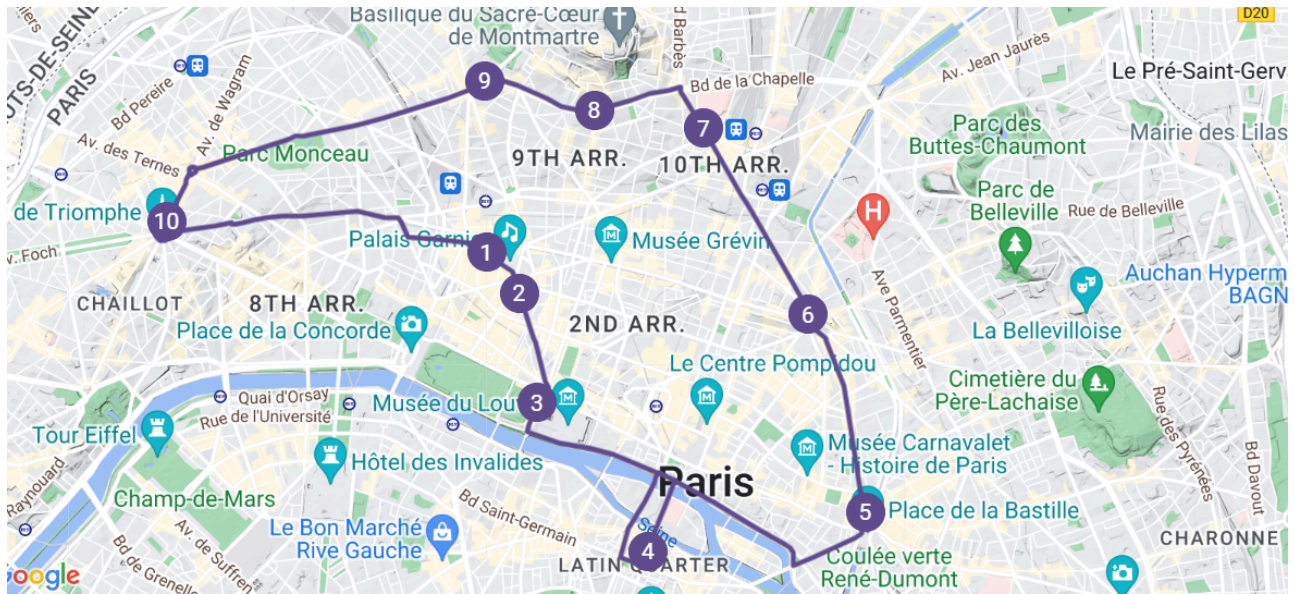 Basilique du Sacré-Cœur
de Montmartre
D20
HAUTS-DE-SEINE
PARIS
Bd Barbès
Bd de la Chapelle
Av. Jean Jaurès
Le Pré-Saint-Gerv
Bd Pereire
Av. de Wagram
9
8
7
Av. des Ternes
Parc Monceau
9TH ARR.
10TH ARR.
Parc des
Buttes-Chaumont
Mairie des Lilas
de Triomphe
10
H
Parc de
Belleville
Rue de Belleville
Foch
Palais Garnie
1
Musée Grévin
Ave Parmentier
Auchan Hyperm
BAGN
CHAILLOT
8TH ARR.
2
6
Place de la Concorde
2ND ARR.
La Bellevilloise
Le Centre Pompidou
Quai d'Orsay
Rue de l'Université
Musée du Lou
3
M
M
M
Cimetière du
Père-Lachaise
Rue des Pyrénées
Bd Davout
Tour Eiffel
Hôtel des Invalides
Musée Carnavalet
- Histoire de Paris
Raynouard
Champ-de-Mars
Paris
Bd Saint-Germain
5
Place de la Bastille
Av. de Suffren
Le Bon Marché
Rive Gauche
Seine
4
LATIN QUARTER
Coulée verte
René-Dumont
CHARONNE
Bd de Grenelle
Google